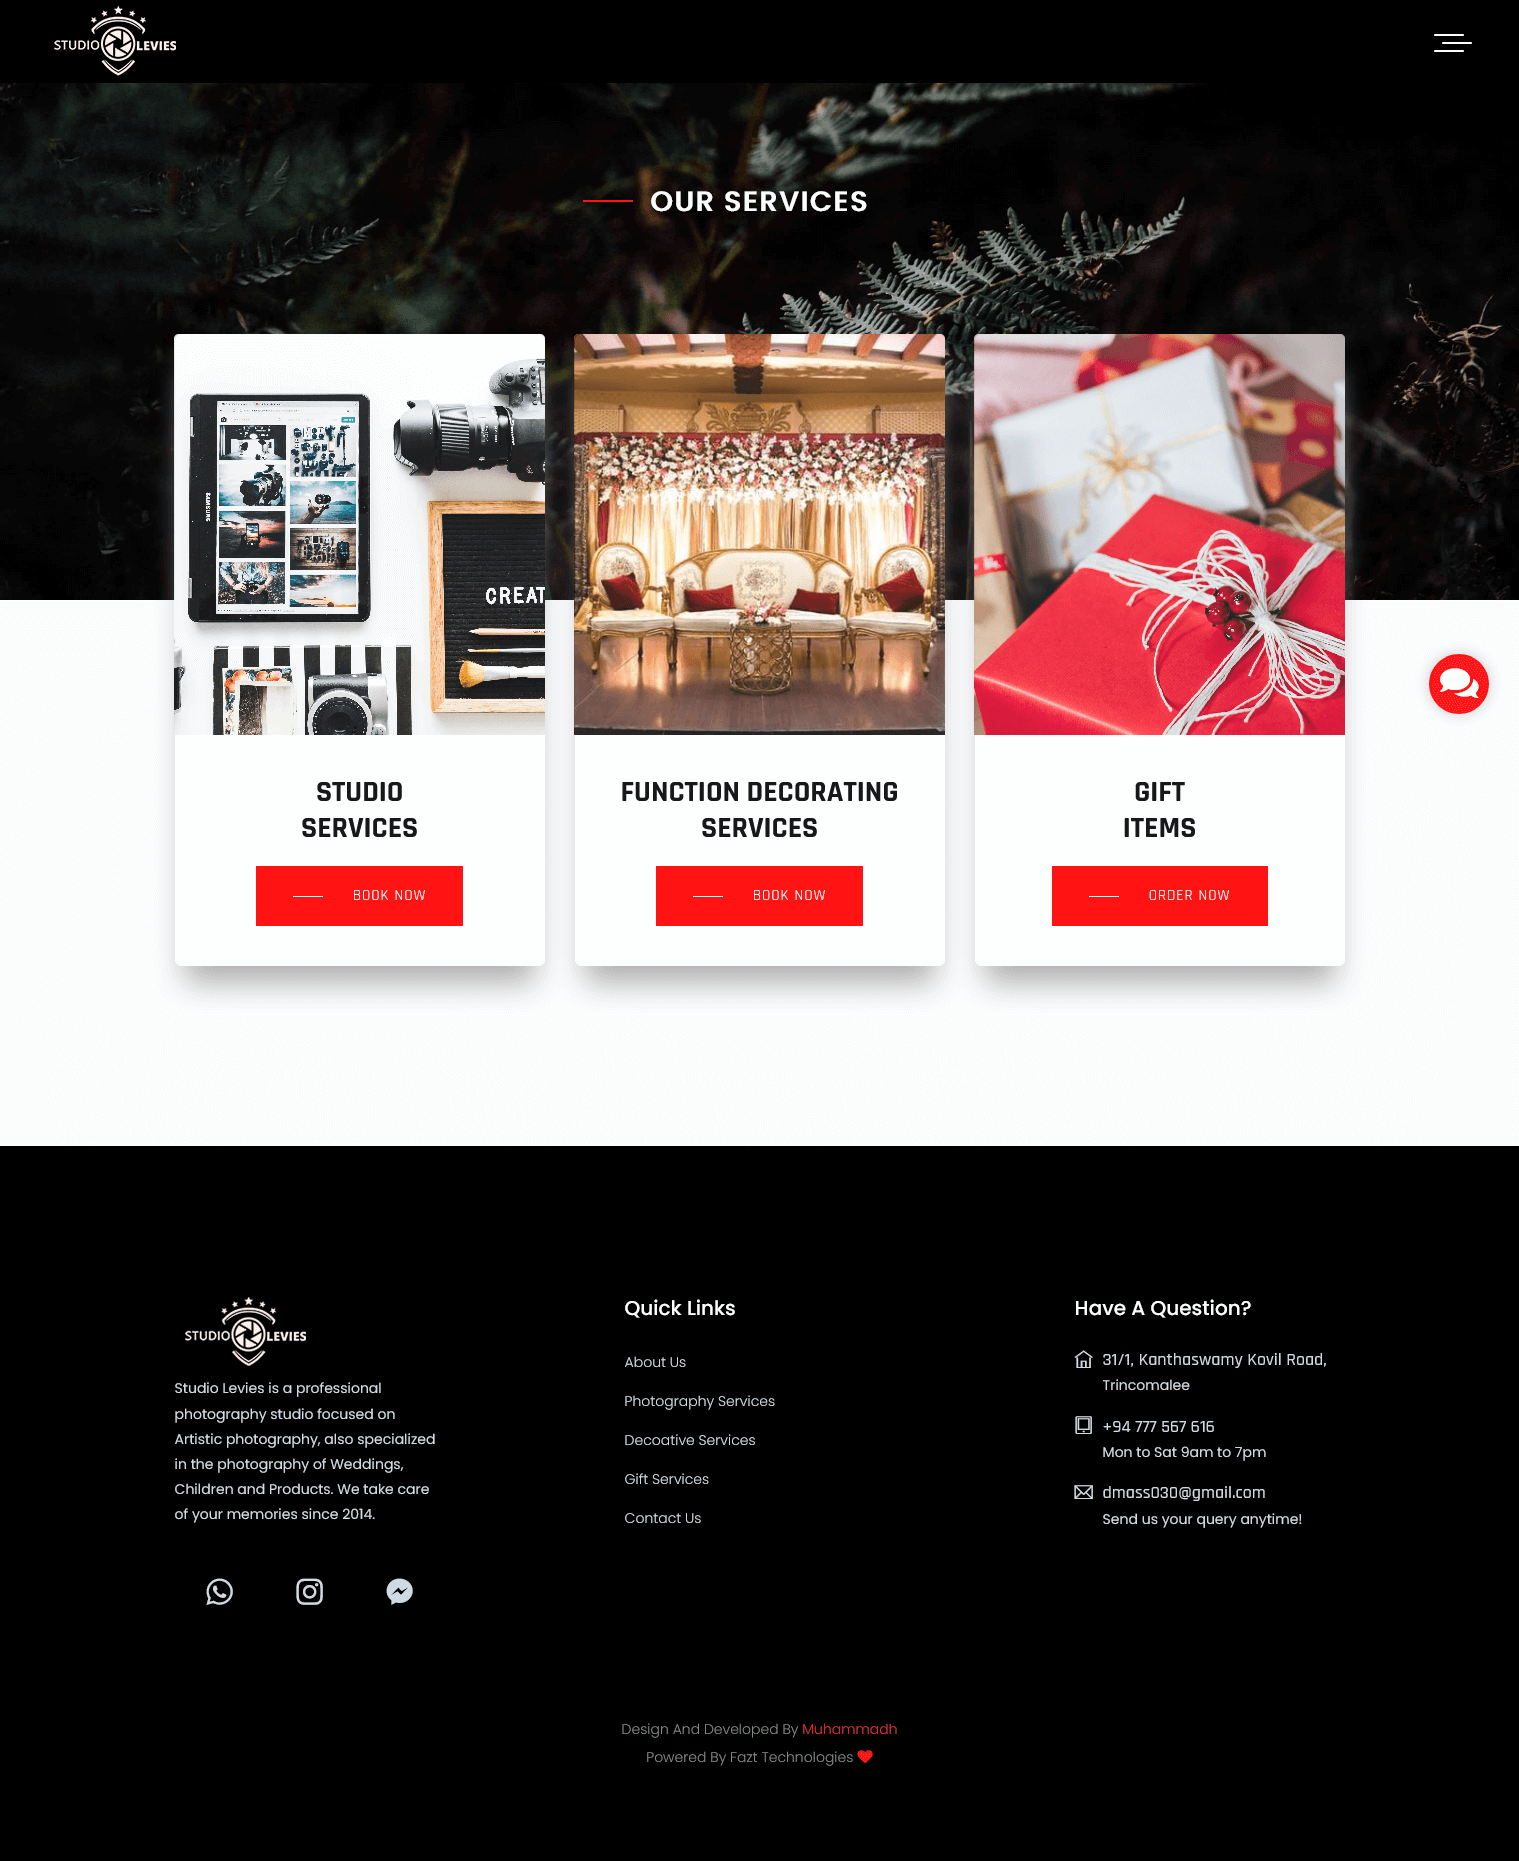 STUDIO LEVIES
OUR SERVICES
SAMSUNG
CREAT
STUDIO
SERVICES
BOOK NOW
FUNCTION DECORATING
SERVICES
BOOK NOW
GIFT
ITEMS
ORDER NOW
STUDIO LEVIES
Studio Levies is a professional
photography studio focused on
Artistic photography, also specialized
in the photography of Weddings,
Children and Products. We take care
of your memories since 2014.
Quick Links
About Us
Photography Services
Decoative Services
Gift Services
Contact Us
Have A Question?
31/1, Kanthaswamy Kovil Road,
Trincomalee
+94 777 567 616
Mon to Sat 9am to 7pm
dmass030@gmail.com
Send us your query anytime!
Design And Developed By Muhammadh
Powered By Fazt Technologies